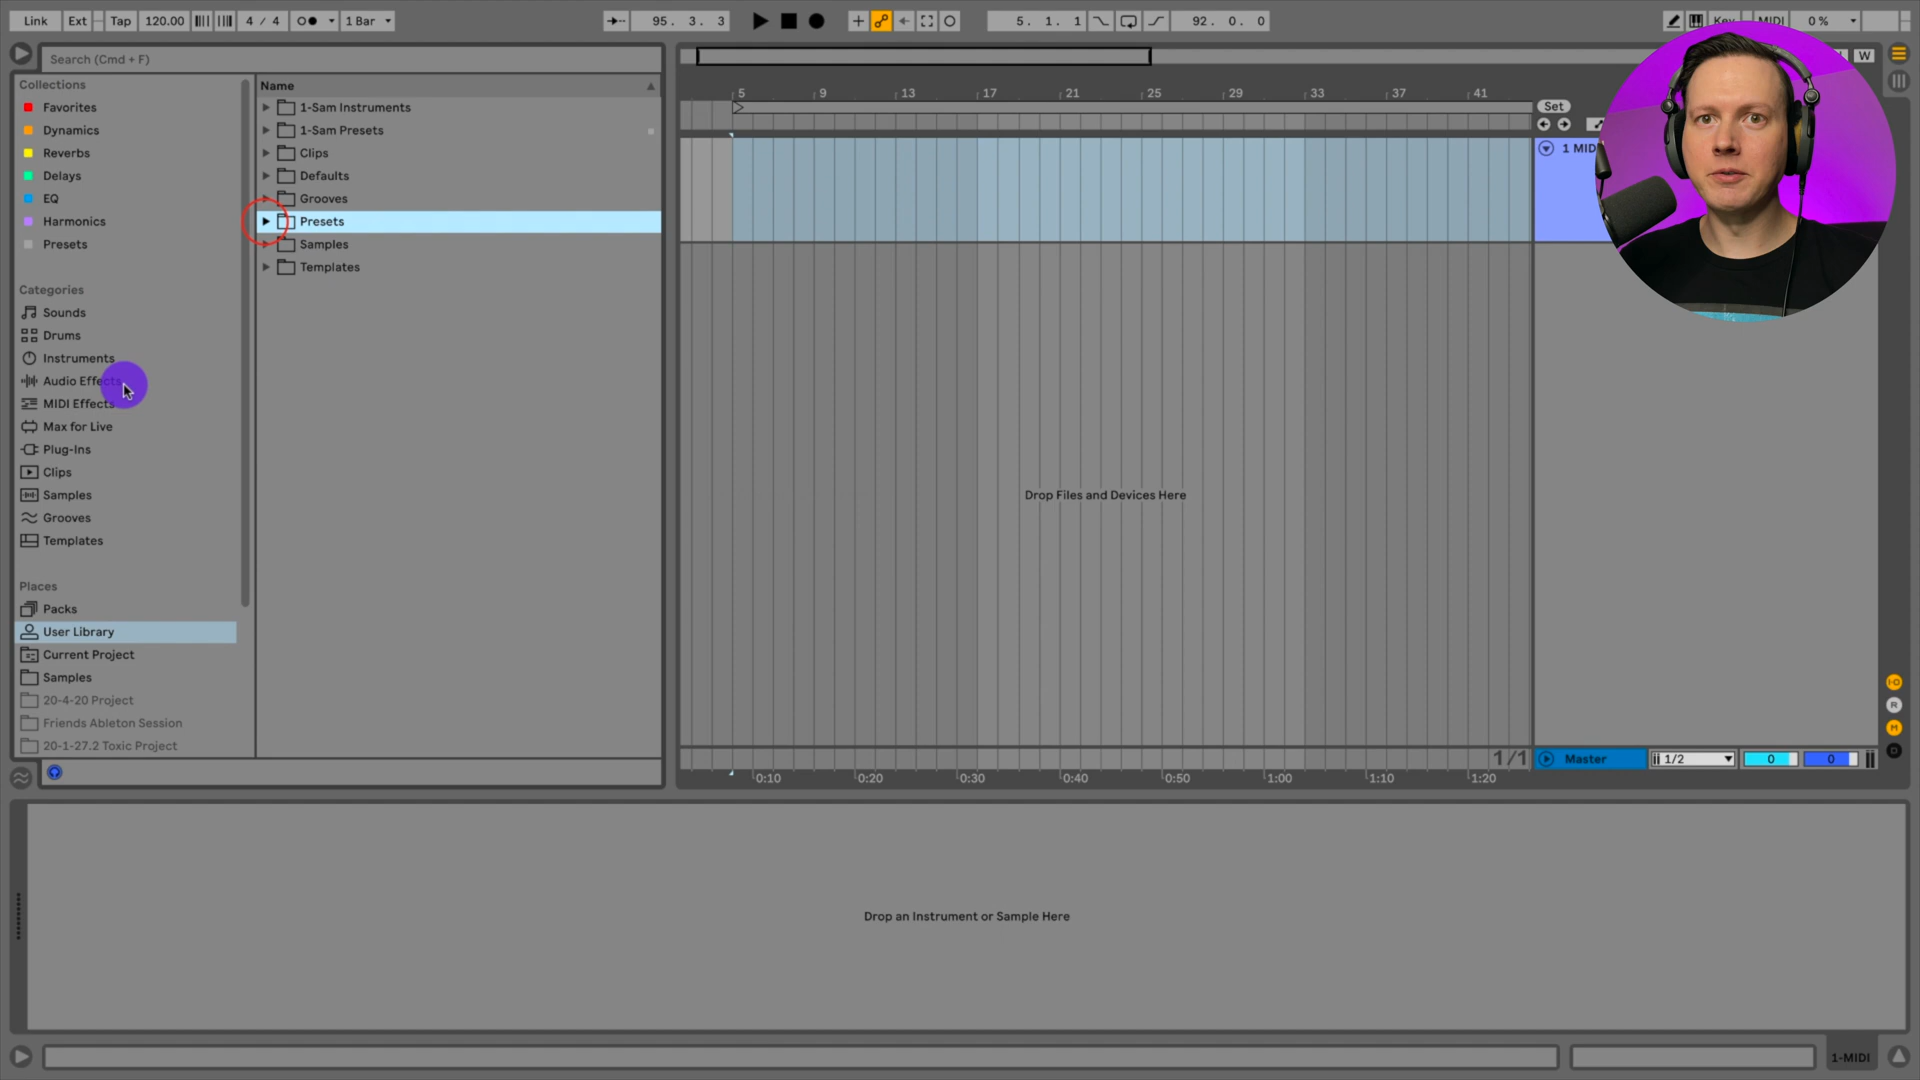 Link Ext Tap 120.00 4 / 4 1 Bar 95. 3. 3 5. 1. 1 92. 0. 0 Key MIDI 0 %
Search (Cmd + F)
W
Collections
Favorites
Dynamics
Reverbs
Delays
EQ
Harmonics
Presets
Categories
Sounds
Drums
Instruments
Audio Effects
MIDI Effects
Max for Live
Plug-Ins
Clips
Samples
Grooves
Templates
Places
Packs
User Library
Current Project
Samples
20-4-20 Project
Friends Ableton Session
20-1-27.2 Toxic Project
Name
1-Sam Instruments
1-Sam Presets
Clips
Defaults
Grooves
Presets
Samples
Templates
5 9 13 17 21 25 29 33 37 41
Set
1 MID
Drop Files and Devices Here
I-O
R
M
D
1/1
Master 1/2 0 0
0:10 0:20 0:30 0:40 0:50 1:00 1:10 1:20
Drop an Instrument or Sample Here
1-MIDI